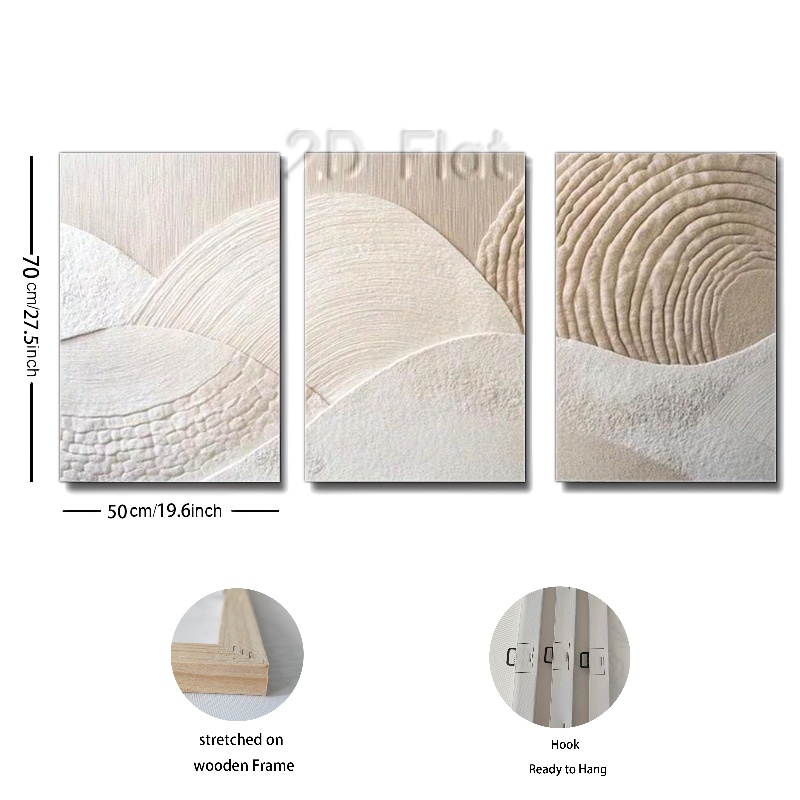 2D Flat
70 cm/27.5inch
50cm/19.6inch
stretched on
wooden Frame
Hook
Ready to Hang